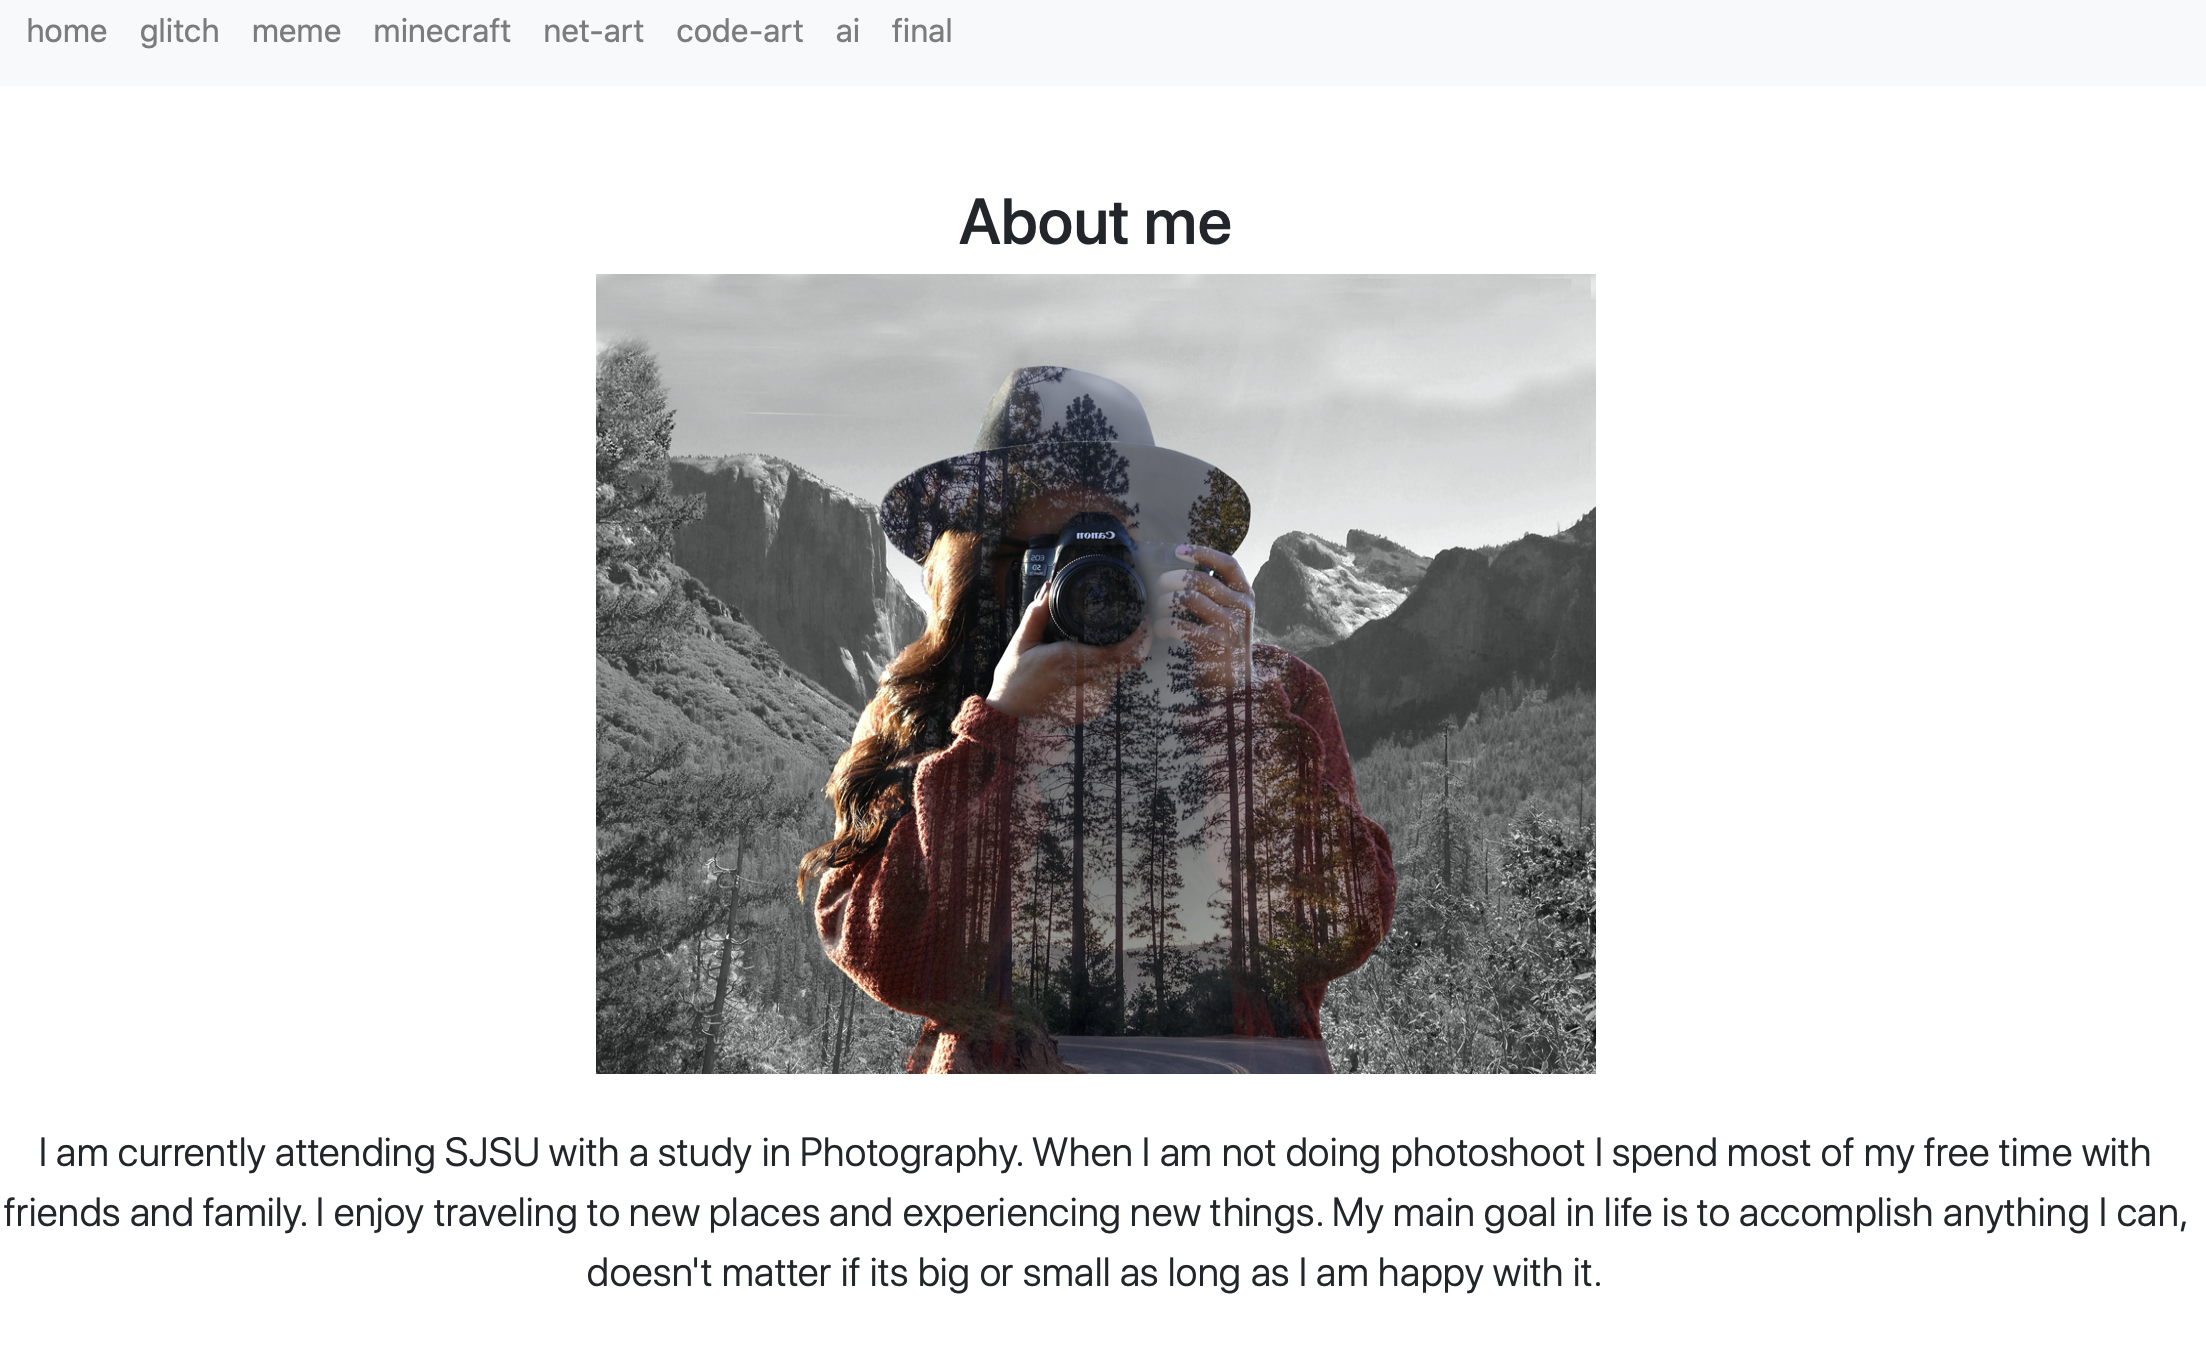 home glitch meme minecraft net-art code-art ai final
About me
Canon
EOS
5D
I am currently attending SJSU with a study in Photography. When I am not doing photoshoot I spend most of my free time with
friends and family. I enjoy traveling to new places and experiencing new things. My main goal in life is to accomplish anything I can,
doesn't matter if its big or small as long as I am happy with it.